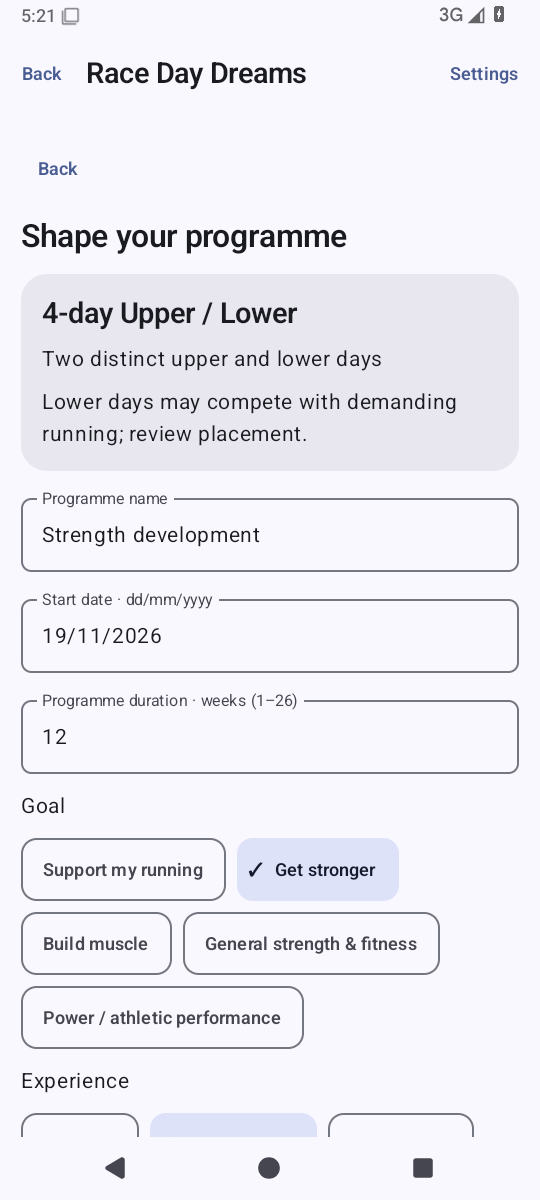 5:21
3G
Back
Race Day Dreams
Settings
Back
Shape your programme
4-day Upper / Lower
Two distinct upper and lower days
Lower days may compete with demanding
running; review placement.
Programme name
Strength development
Start date · dd/mm/yyyy
19/11/2026
Programme duration · weeks (1–26)
12
Goal
Support my running
✓ Get stronger
Build muscle
General strength & fitness
Power / athletic performance
Experience